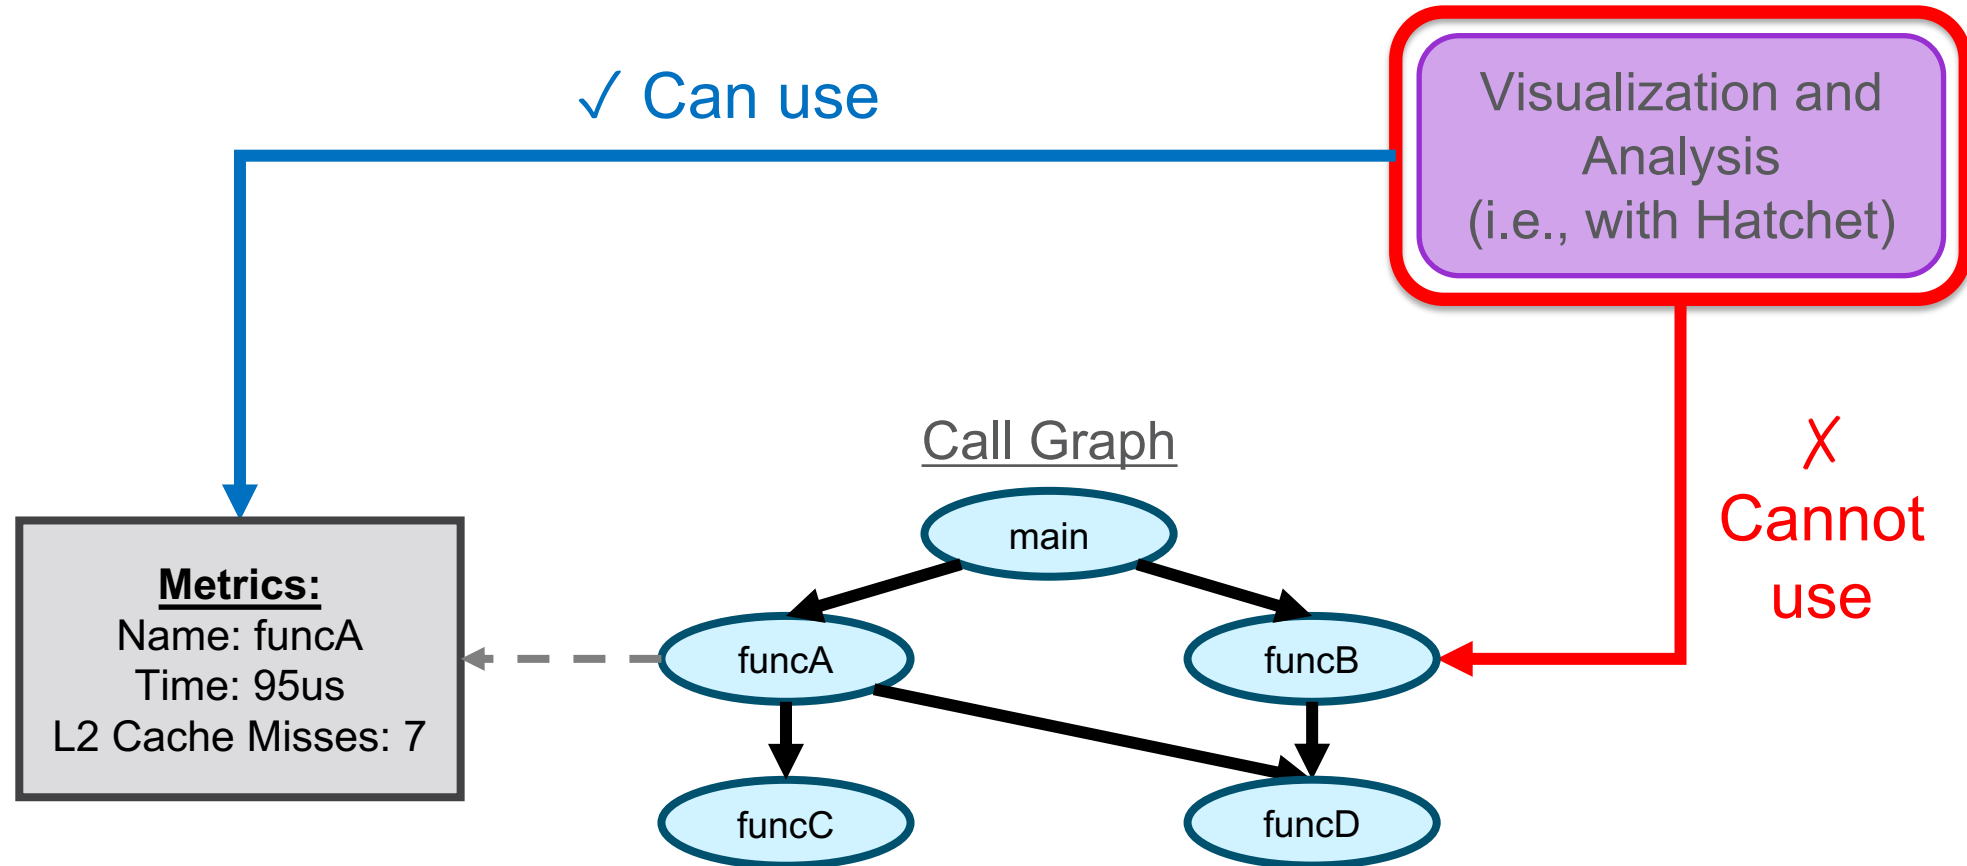 ✓ Can use
Visualization and
Analysis
(i.e., with Hatchet)
✗
Cannot
use
Call Graph
main
funcA
funcB
funcC
funcD
Metrics:
Name: funcA
Time: 95us
L2 Cache Misses: 7